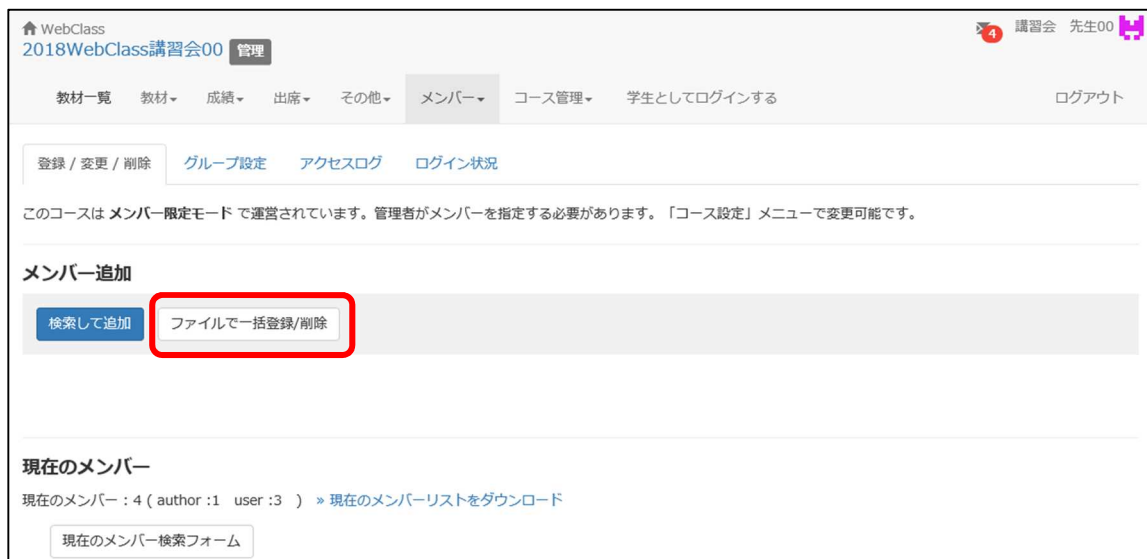 WebClass
2018WebClass講習会00 管理
4 講習会 先生00
教材一覧 教材 成績 出席 その他 メンバー コース管理 学生としてログインする ログアウト
登録 / 変更 / 削除 グループ設定 アクセスログ ログイン状況
このコースは メンバー限定モード で運営されています。管理者がメンバーを指定する必要があります。「コース設定」メニューで変更可能です。
メンバー追加
検索して追加 ファイルで一括登録/削除
現在のメンバー
現在のメンバー : 4 ( author :1 user :3 ) » 現在のメンバーリストをダウンロード
現在のメンバー検索フォーム